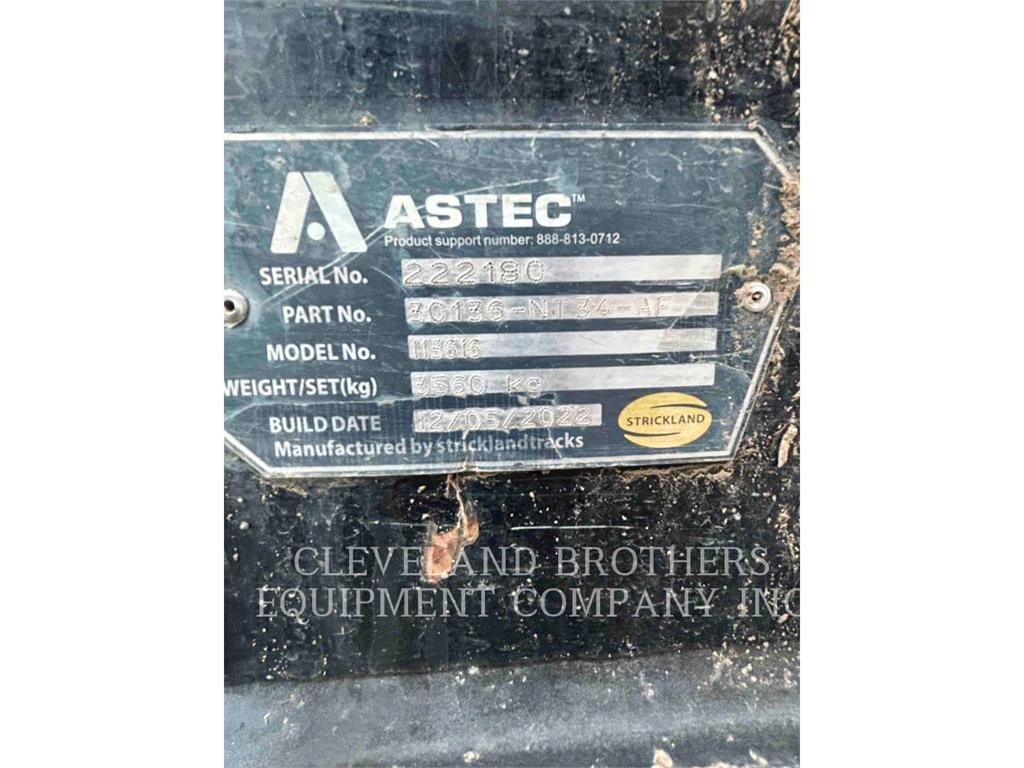 ASTEC™
Product support number: 888-813-0712
SERIAL No. 222180
PART No. 30136-NT34-AF
MODEL No. 113616
WEIGHT/SET(kg) 3560 kg
BUILD DATE 12/05/2022
STRICKLAND
Manufactured by stricklandtracks
CLEVELAND BROTHERS
EQUIPMENT COMPANY INC